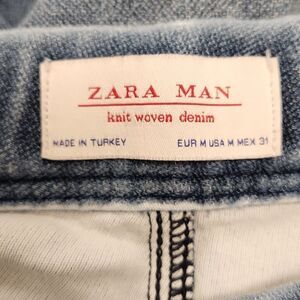 ZARA MAN
knit woven denim
MADE IN TURKEY EUR M USA M MEX 31